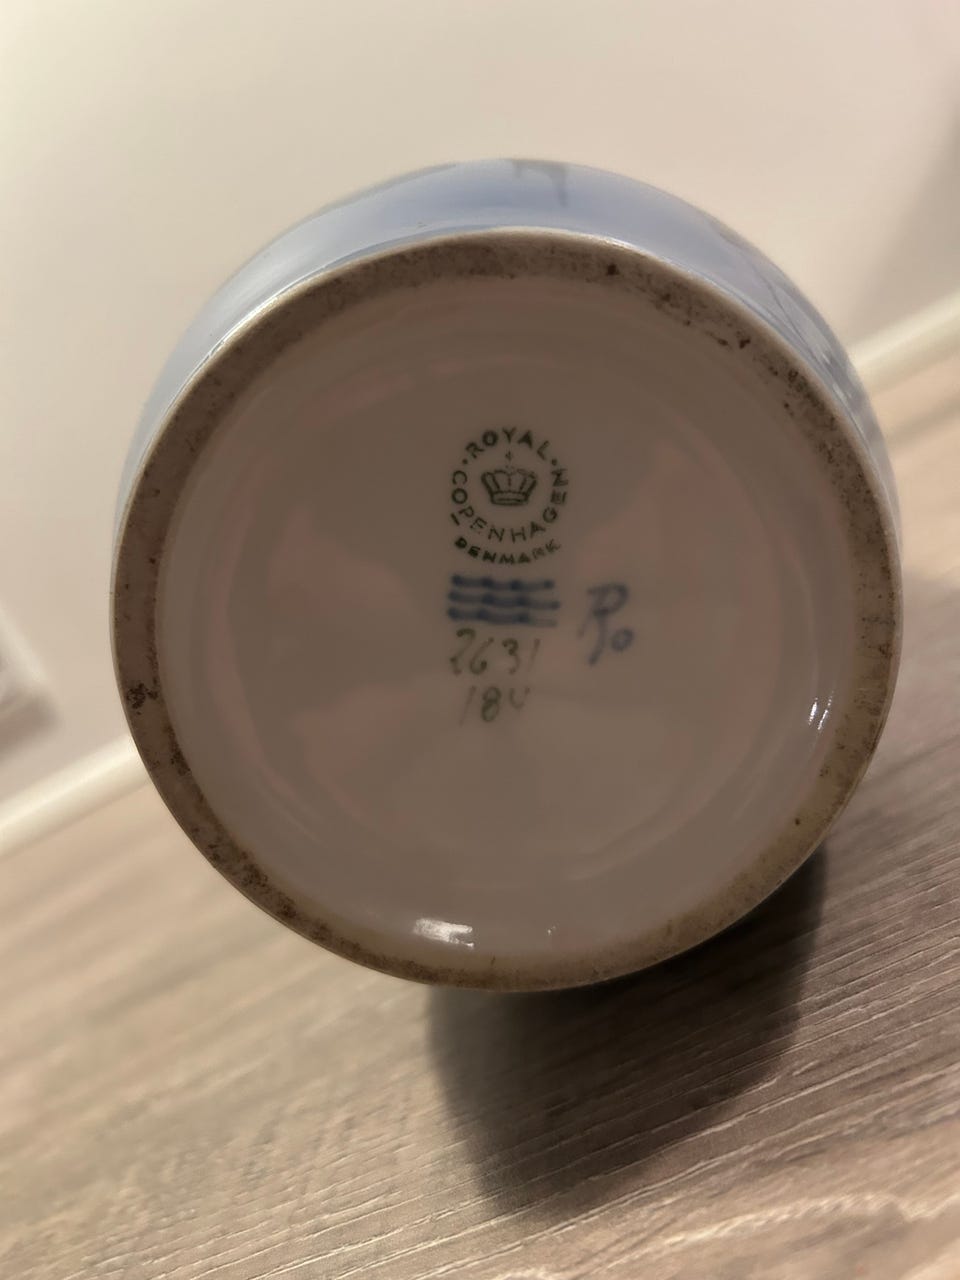 ROYAL
COPENHAGEN
DENMARK
2631
184